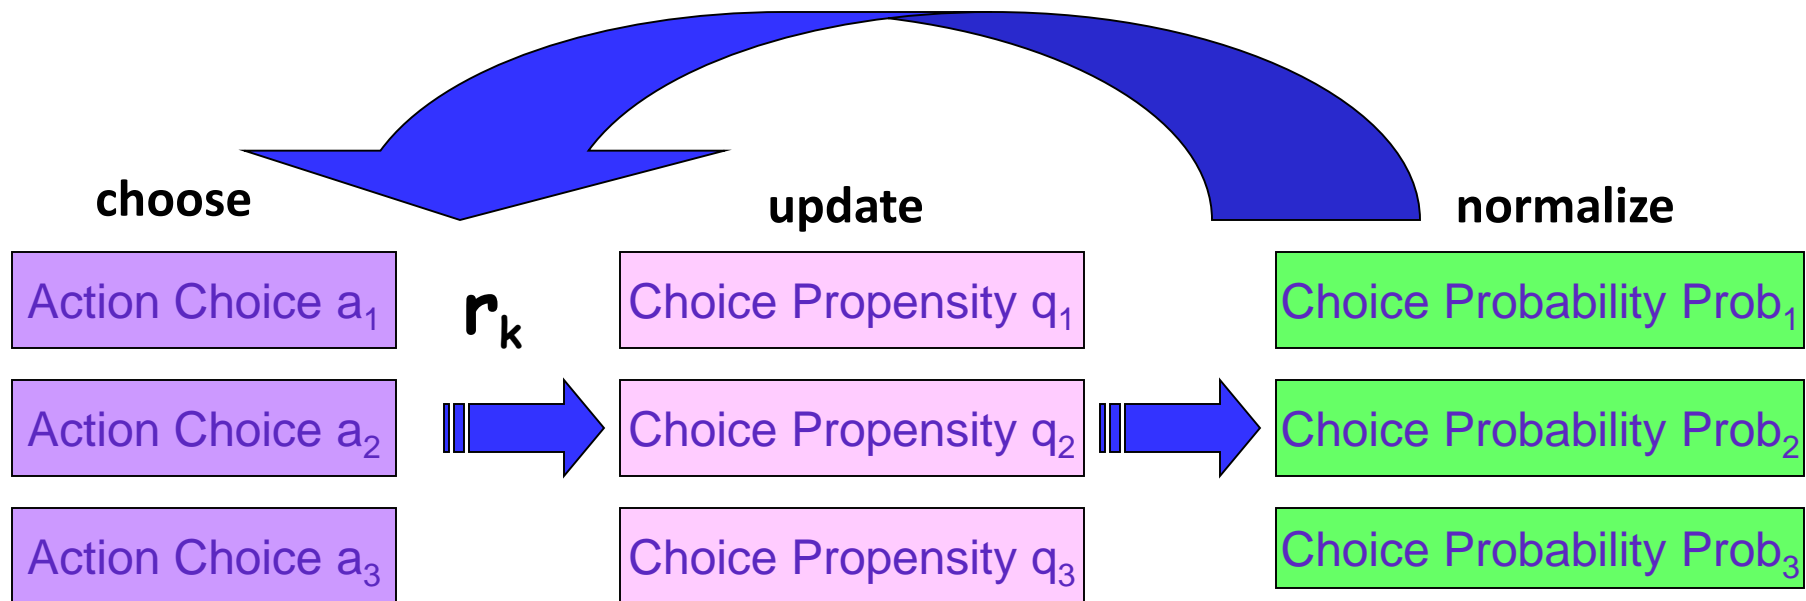 choose update normalize
Action Choice a₁ rₖ Choice Propensity q₁ Choice Probability Prob₁
Action Choice a₂ Choice Propensity q₂ Choice Probability Prob₂
Action Choice a₃ Choice Propensity q₃ Choice Probability Prob₃